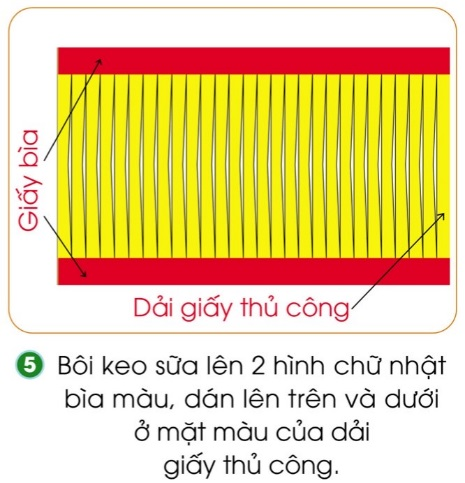 Giấy bìa
Dải giấy thủ công
5 Bôi keo sữa lên 2 hình chữ nhật
bìa màu, dán lên trên và dưới
ở mặt màu của dải
giấy thủ công.